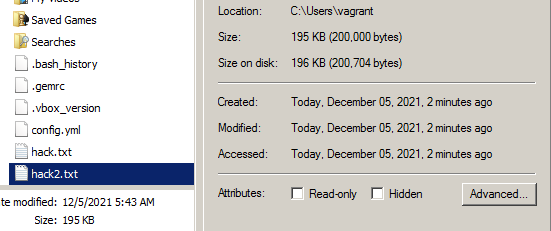 My Videos
Saved Games
Searches
.bash_history
.gemrc
.vbox_version
config.yml
hack.txt
hack2.txt
te modified: 12/5/2021 5:43 AM
Size: 195 KB
Location: C:\Users\vagrant
Size: 195 KB (200,000 bytes)
Size on disk: 196 KB (200,704 bytes)
Created: Today, December 05, 2021, 2 minutes ago
Modified: Today, December 05, 2021, 2 minutes ago
Accessed: Today, December 05, 2021, 2 minutes ago
Attributes: Read-only Hidden Advanced...